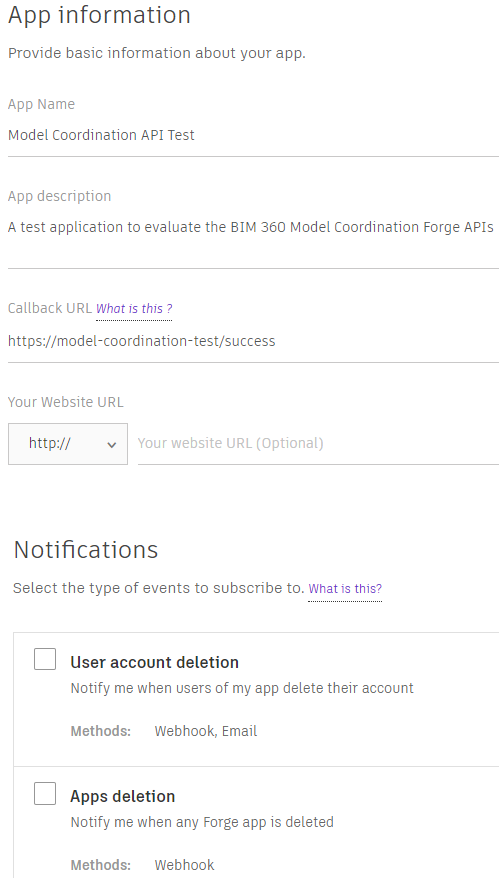 App information
Provide basic information about your app.
App Name
Model Coordination API Test
App description
A test application to evaluate the BIM 360 Model Coordination Forge APIs
Callback URL What is this ?
https://model-coordination-test/success
Your Website URL
http:// Your website URL (Optional)
Notifications
Select the type of events to subscribe to. What is this?
User account deletion
Notify me when users of my app delete their account
Methods: Webhook, Email
Apps deletion
Notify me when any Forge app is deleted
Methods: Webhook